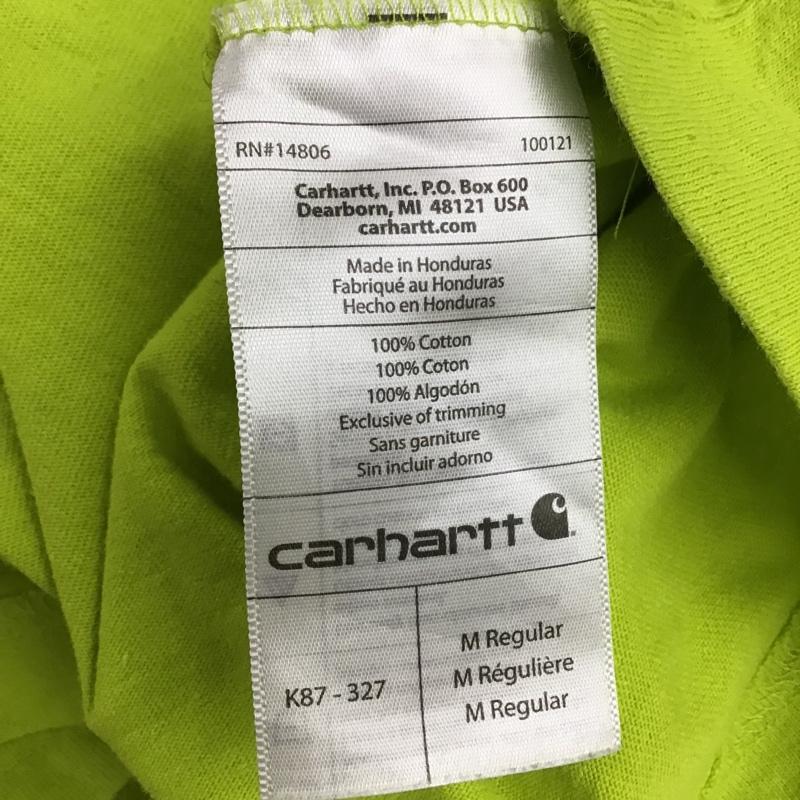 RN#14806 100121
Carhartt, Inc. P.O. Box 600
Dearborn, MI 48121 USA
carhartt.com
Made in Honduras
Fabriqué au Honduras
Hecho en Honduras
100% Cotton
100% Coton
100% Algodón
Exclusive of trimming
Sans garniture
Sin incluir adorno
carhartt
K87 - 327
M Regular
M Régulière
M Regular